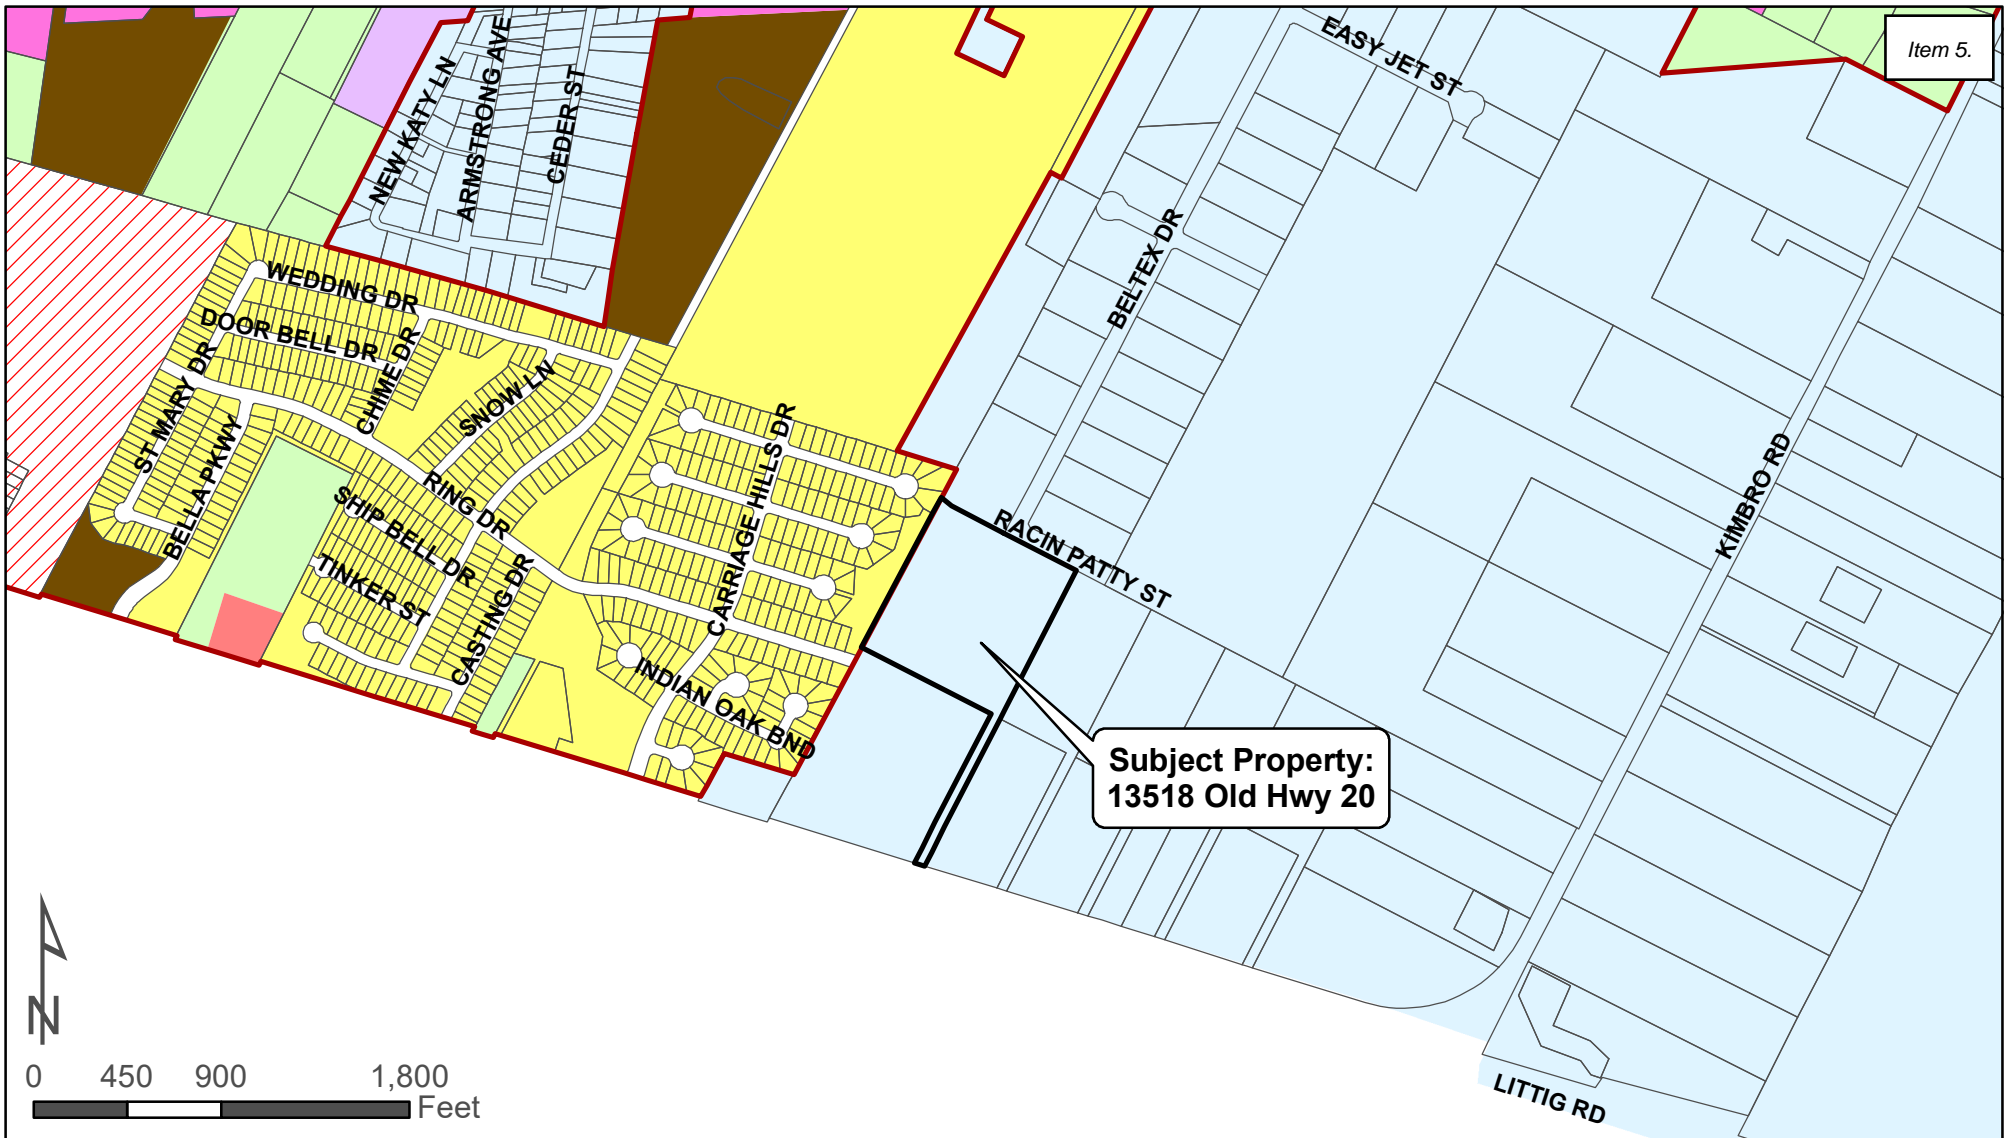 Item 5.
EASY JET ST
NEW KATY LN
ARMSTRONG AVE
CEDER ST
BELTEX DR
WEDDING DR
DOOR BELL DR
CHIME DR
ST MARY DR
SNOW LN
BELLA PKWY
RING DR
SHIP BELL DR
TINKER ST
CASTING DR
CARRIAGE HILLS DR
INDIAN OAK BND
RACIN PATTY ST
KIMBRO RD
Subject Property:
13518 Old Hwy 20
N
0 450 900 1,800
Feet
LITTIG RD